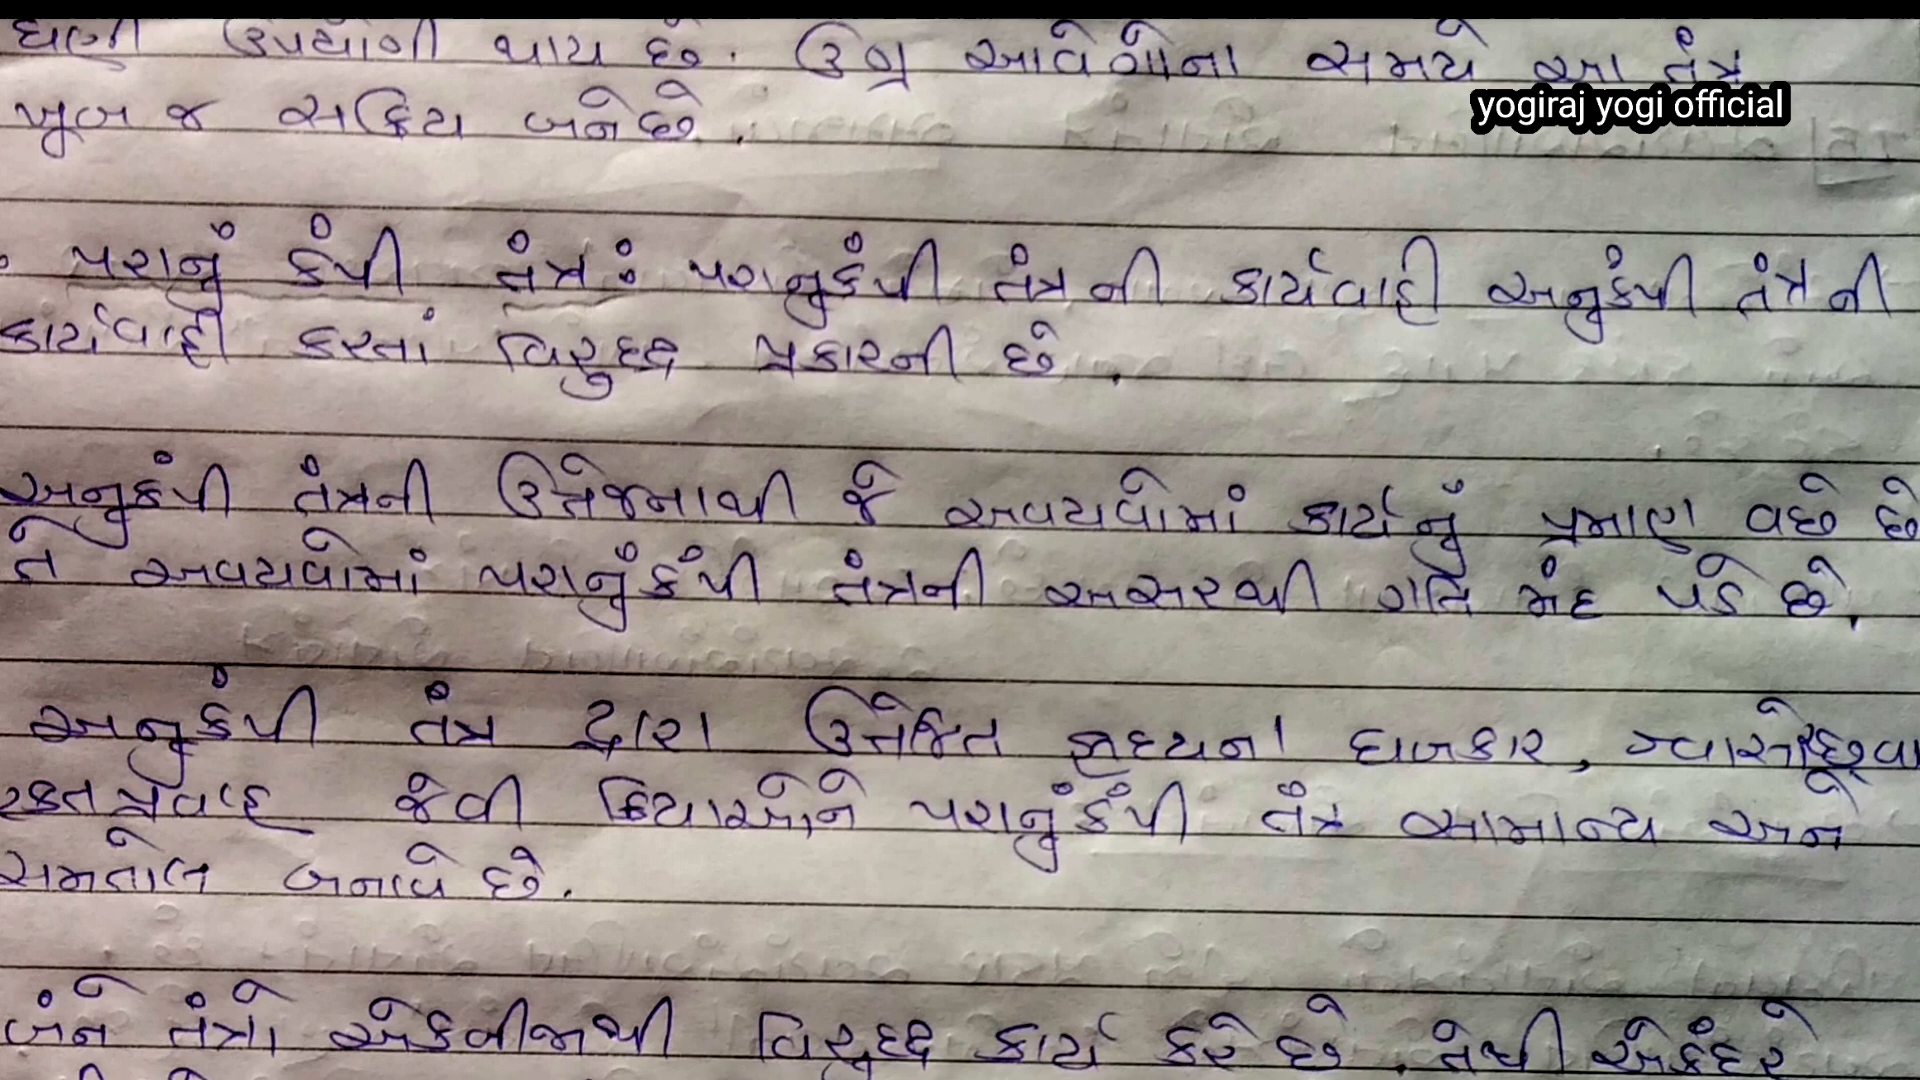 ઘણી ઉપયોગી થાય છે. ઉગ્ર આવેગોના સમયે આ તંત્ર
yogiraj yogi official
ખુબ જ સક્રિય બને છે.
પરાનુંકંપી તંત્ર : પરાનુકંપી તંત્રની કાર્યવાહી અનુકંપી તંત્રની
કાર્યવાહી કરતાં વિરુદ્દ પ્રકારની છે.
અનુકંપી તંત્રની ઉત્તેજનાથી જે અવયવોમાં કાર્યનું પ્રમાણ વધે છે
તે અવયવોમાં પરાનુંકંપી તંત્રની અસરથી ગતિ મંદ પડે છે.
અનુકંપી તંત્ર દ્વારા ઉત્તેજિત હ્રદયના ધબકાર,
રક્તપ્રવાહ જેવી ક્રિયાઓને પરાનુંકંપી તંત્ર સામાન્ય અને
સમતોલ બનાવે છે.
બંને તંત્રો એકબીજાથી વિરુદ્દ કાર્ય કરે છે. તેથી એકંદરે